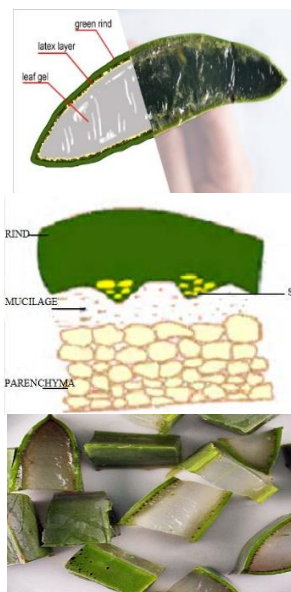 green rind
latex layer
leaf gel
RIND
S
MUCILAGE
PARENCHYMA